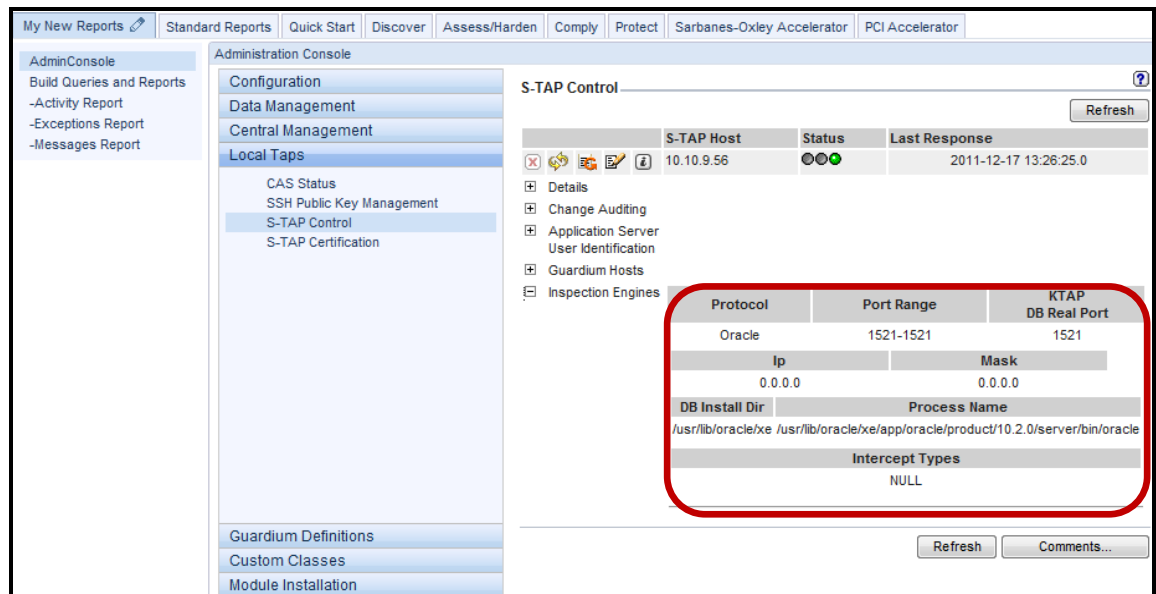 My New Reports
Standard Reports
Quick Start
Discover
Assess/Harden
Comply
Protect
Sarbanes-Oxley Accelerator
PCI Accelerator
AdminConsole
Build Queries and Reports
-Activity Report
-Exceptions Report
-Messages Report
Administration Console
Configuration
Data Management
Central Management
Local Taps
CAS Status
SSH Public Key Management
S-TAP Control
S-TAP Certification
Guardium Definitions
Custom Classes
Module Installation
S-TAP Control
?
Refresh
S-TAP Host Status Last Response
10.10.9.56 2011-12-17 13:26:25.0
Details
Change Auditing
Application Server
User Identification
Guardium Hosts
Inspection Engines
Protocol Port Range KTAP
DB Real Port
Oracle 1521-1521 1521
Ip Mask
0.0.0.0 0.0.0.0
DB Install Dir Process Name
/usr/lib/oracle/xe /usr/lib/oracle/xe/app/oracle/product/10.2.0/server/bin/oracle
Intercept Types
NULL
Refresh Comments...